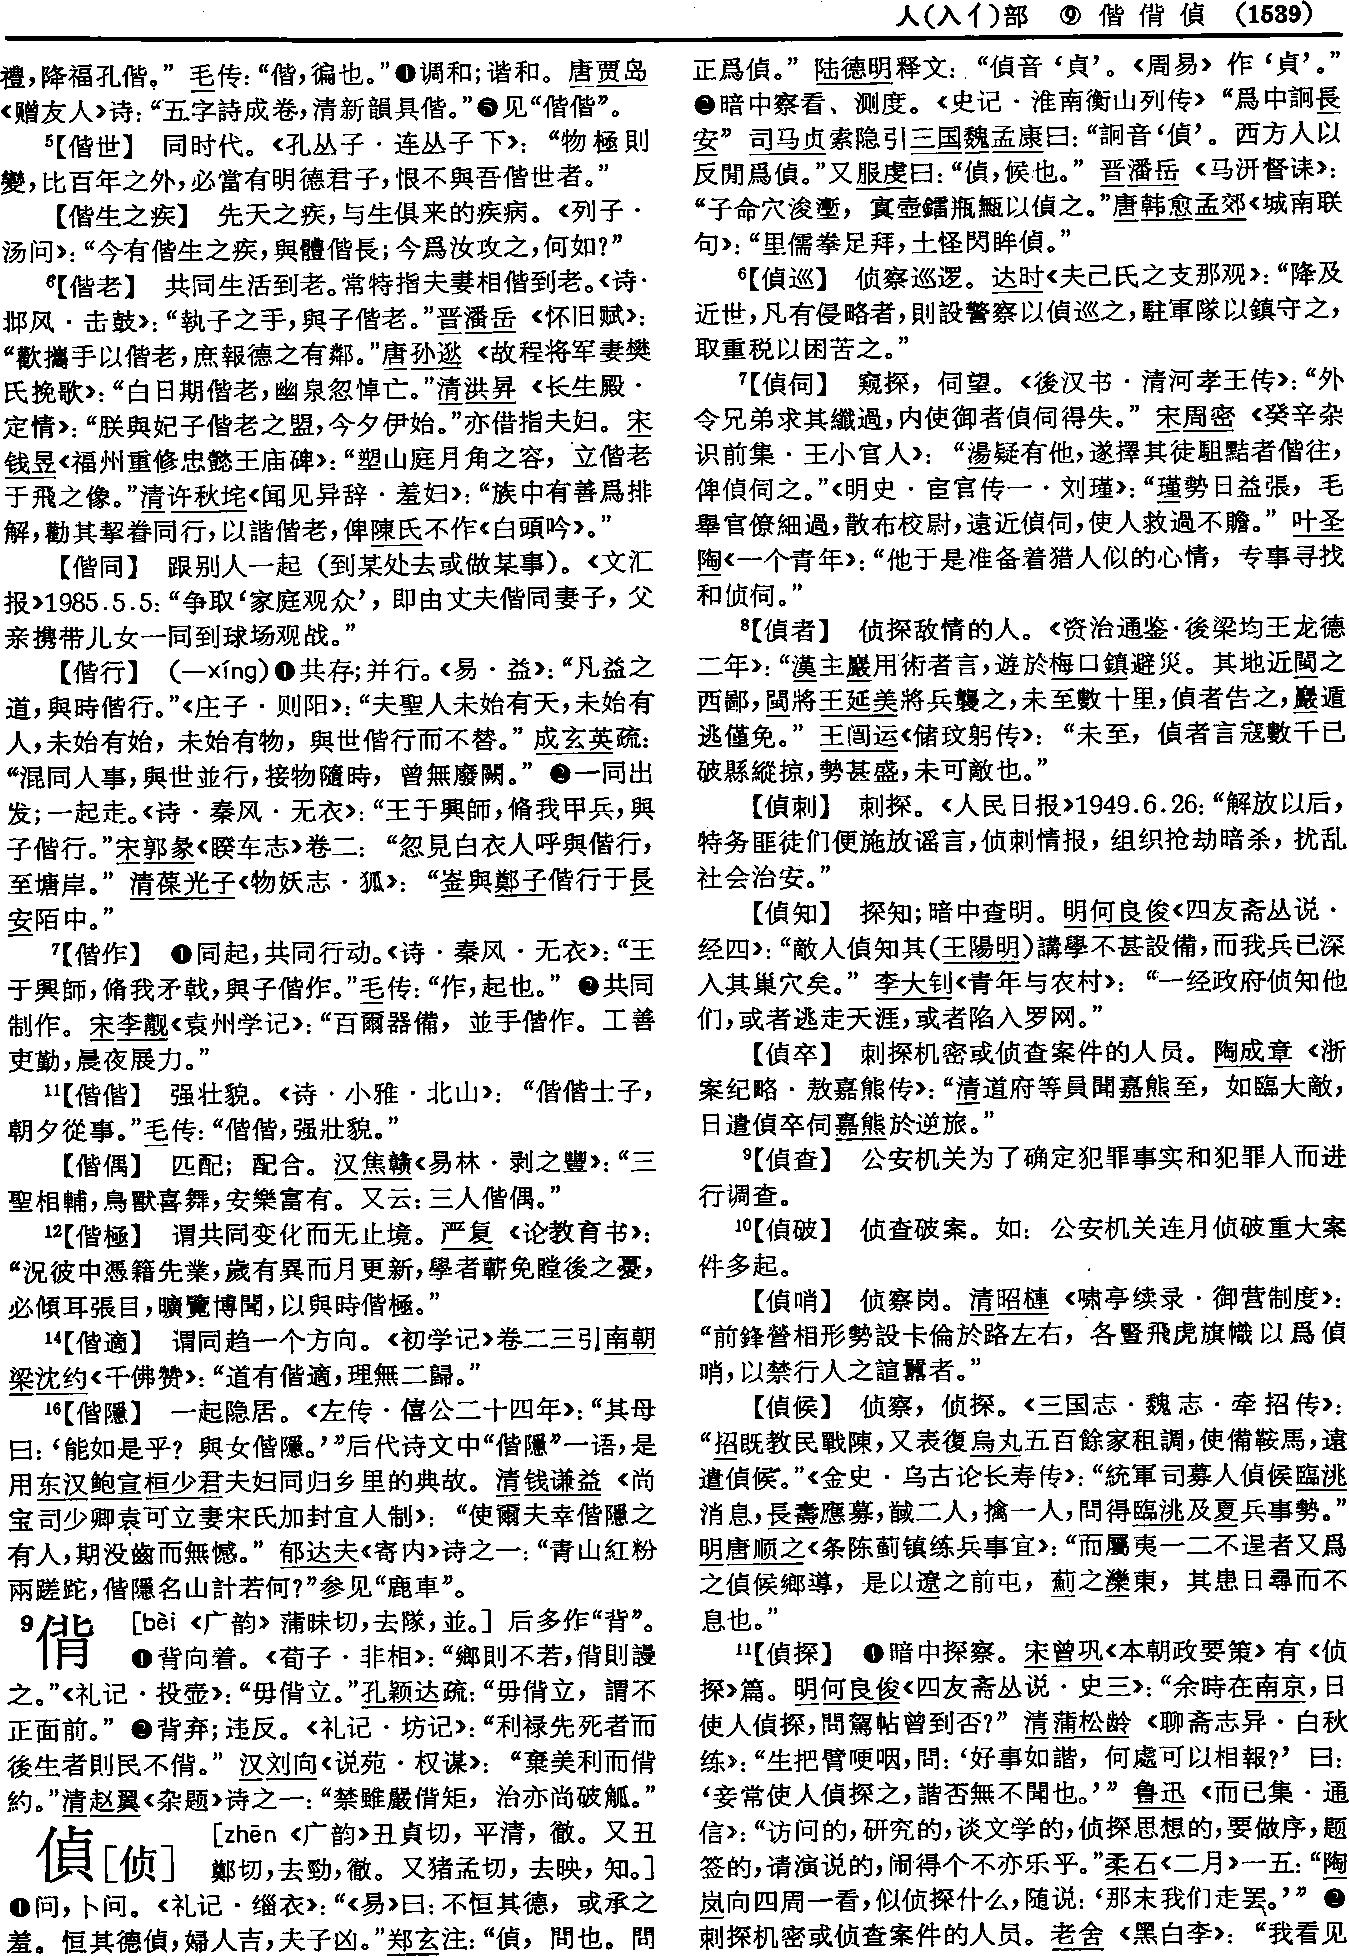 人(入亻)部 ⑨ 偕 偝 偵 (1539)
禮，降福孔偕。”毛传：“偕，徧也。”❹调和；谐和。唐贾岛
《赠友人》诗：“五字詩成卷，清新韻具偕。”❺见“偕偕”。
5【偕世】 同时代。《孔丛子·连丛子下》：“物極則
變，比百年之外，必當有明德君子，恨不與吾偕世者。”
【偕生之疾】 先天之疾，与生俱来的疾病。《列子·
汤问》：“今有偕生之疾，與體偕長；今爲汝攻之，何如？”
6【偕老】 共同生活到老。常特指夫妻相偕到老。《诗·
邶风·击鼓》：“執子之手，與子偕老。”晋潘岳《怀旧赋》：
“歡攜手以偕老，庶報德之有鄰。”唐孙逖《故程将军妻樊
氏挽歌》：“白日期偕老，幽泉忽悼亡。”清洪昇《长生殿·
定情》：“朕與妃子偕老之盟，今夕伊始。”亦借指夫妇。宋
钱昱《福州重修忠懿王庙碑》：“塑山庭月角之容，立偕老
于飛之像。”清许秋垞《闻见异辞·羞妇》：“族中有善爲排
解，勸其挈眷同行，以諧偕老，俾陳氏不作《白頭吟》。”
【偕同】 跟别人一起（到某处去或做某事）。《文汇
报》1985.5.5：“争取‘家庭观众’，即由丈夫偕同妻子，父
亲携带儿女一同到球场观战。”
【偕行】 (—xíng)❶共存；并行。《易·益》：“凡益之
道，與時偕行。”《庄子·则阳》：“夫聖人未始有天，未始有
人，未始有始，未始有物，與世偕行而不替。”成玄英疏：
“混同人事，與世並行，接物隨時，曾無廢闕。”❷一同出
发；一起走。《诗·秦风·无衣》：“王于興師，脩我甲兵，與
子偕行。”宋郭彖《睽车志》卷二：“忽見白衣人呼與偕行，
至塘岸。”清葆光子《物妖志·狐》：“崟與鄭子偕行于長
安陌中。”
7【偕作】 ❶同起，共同行动。《诗·秦风·无衣》：“王
于興師，脩我矛戟，與子偕作。”毛传：“作，起也。”❷共同
制作。宋李觏《袁州学记》：“百爾器備，並手偕作。工善
吏勤，晨夜展力。”
11【偕偕】 强壮貌。《诗·小雅·北山》：“偕偕士子，
朝夕從事。”毛传：“偕偕，强壯貌。”
【偕偶】 匹配；配合。汉焦赣《易林·剥之豐》：“三
聖相輔，鳥獸喜舞，安樂富有。又云：三人偕偶。”
12【偕極】 谓共同变化而无止境。严复《论教育书》：
“況彼中憑籍先業，歲有異而月更新，學者蘄免瞠後之憂，
必傾耳張目，曠覽博聞，以與時偕極。”
14【偕適】 谓同趋一个方向。《初学记》卷二三引南朝
梁沈约《千佛赞》：“道有偕適，理無二歸。”
16【偕隱】 一起隐居。《左传·僖公二十四年》：“其母
曰：‘能如是乎？與女偕隱。’”后代诗文中“偕隱”一语，是
用东汉鲍宣桓少君夫妇同归乡里的典故。清钱谦益《尚
宝司少卿袁可立妻宋氏加封宜人制》：“使爾夫幸偕隱之
有人，期没齒而無憾。”郁达夫《寄内》诗之一：“青山紅粉
兩蹉跎，偕隱名山計若何？”参见“鹿車”。
9偝 [bèi《广韵》蒲昧切，去隊，並。]后多作“背”。
❶背向着。《荀子·非相》：“鄉則不若，偝則謾
之。”《礼记·投壶》：“毋偝立。”孔颖达疏：“毋偝立，謂不
正面前。”❷背弃；违反。《礼记·坊记》：“利禄先死者而
後生者則民不偝。”汉刘向《说苑·权谋》：“棄美利而偝
約。”清赵翼《杂题》诗之一：“禁雖嚴偝矩，治亦尚破觚。”
偵[侦] [zhēn《广韵》丑貞切，平清，徹。又丑
鄭切，去勁，徹。又猪孟切，去映，知。]
❶问，卜问。《礼记·缁衣》：“《易》曰：不恒其德，或承之
羞。恒其德偵，婦人吉，夫子凶。”郑玄注：“偵，問也。問
正爲偵。”陆德明释文：“偵音‘貞’。《周易》作‘貞’。”
❷暗中察看、测度。《史记·淮南衡山列传》“爲中詗長
安”司马贞索隐引三国魏孟康曰：“詗音‘偵’。西方人以
反閒爲偵。”又服虔曰：“偵，候也。”晋潘岳《马汧督诔》：
“子命穴浚壍，寘壺鐳瓶甒以偵之。”唐韩愈孟郊《城南联
句》：“里儒拳足拜，土怪閃眸偵。”
6【偵巡】 侦察巡逻。达时《夫己氏之支那观》：“降及
近世，凡有侵略者，則設警察以偵巡之，駐軍隊以鎮守之，
取重税以困苦之。”
7【偵伺】 窥探，伺望。《後汉书·清河孝王传》：“外
令兄弟求其纖過，内使御者偵伺得失。”宋周密《癸辛杂
识前集·王小官人》：“湯疑有他，遂擇其徒駔黠者偕往，
俾偵伺之。”《明史·宦官传一·刘瑾》：“瑾勢日益張，毛
舉官僚細過，散布校尉，遠近偵伺，使人救過不贍。”叶圣
陶《一个青年》：“他于是准备着猎人似的心情，专事寻找
和侦伺。”
8【偵者】 侦探敌情的人。《资治通鉴·後梁均王龙德
二年》：“漢主巖用術者言，遊於梅口鎮避災。其地近閩之
西鄙，閩將王延美將兵襲之，未至數十里，偵者告之，巖遁
逃僅免。”王闿运《储玟躬传》：“未至，偵者言寇數千已
破縣縱掠，勢甚盛，未可敵也。”
【偵刺】 刺探。《人民日报》1949.6.26：“解放以后，
特务匪徒们便施放谣言，侦刺情报，组织抢劫暗杀，扰乱
社会治安。”
【偵知】 探知；暗中查明。明何良俊《四友斋丛说·
经四》：“敵人偵知其(王陽明)講學不甚設備，而我兵已深
入其巢穴矣。”李大钊《青年与农村》：“一经政府侦知他
们，或者逃走天涯，或者陷入罗网。”
【偵卒】 刺探机密或侦查案件的人员。陶成章《浙
案纪略·敖嘉熊传》：“清道府等員聞嘉熊至，如臨大敵，
日遣偵卒伺嘉熊於逆旅。”
9【偵查】 公安机关为了确定犯罪事实和犯罪人而进
行调查。
10【偵破】 侦查破案。如：公安机关连月侦破重大案
件多起。
【偵哨】 侦察岗。清昭槤《啸亭续录·御营制度》：
“前鋒營相形勢設卡倫於路左右，各豎飛虎旗幟以爲偵
哨，以禁行人之諠囂者。”
【偵候】 侦察，侦探。《三国志·魏志·牵招传》：
“招既教民戰陳，又表復烏丸五百餘家租調，使備鞍馬，遠
遣偵候。”《金史·乌古论长寿传》：“統軍司募人偵候臨洮
消息，長壽應募，馘二人，擒一人，問得臨洮及夏兵事勢。”
明唐顺之《条陈蓟镇练兵事宜》：“而屬夷一二不逞者又爲
之偵候鄉導，是以遼之前屯，薊之灤東，其患日尋而不
息也。”
11【偵探】 ❶暗中探察。宋曾巩《本朝政要策》有《侦
探》篇。明何良俊《四友斋丛说·史三》：“余時在南京，日
使人偵探，問駕帖曾到否？”清蒲松龄《聊斋志异·白秋
练》：“生把臂哽咽，問：‘好事如諧，何處可以相報？’曰：
‘妾常使人偵探之，諧否無不聞也。’”鲁迅《而已集·通
信》：“访问的，研究的，谈文学的，侦探思想的，要做序，题
签的，请演说的，闹得个不亦乐乎。”柔石《二月》一五：“陶
岚向四周一看，似侦探什么，随说：‘那末我们走罢。’”❷
刺探机密或侦查案件的人员。老舍《黑白李》：“我看见